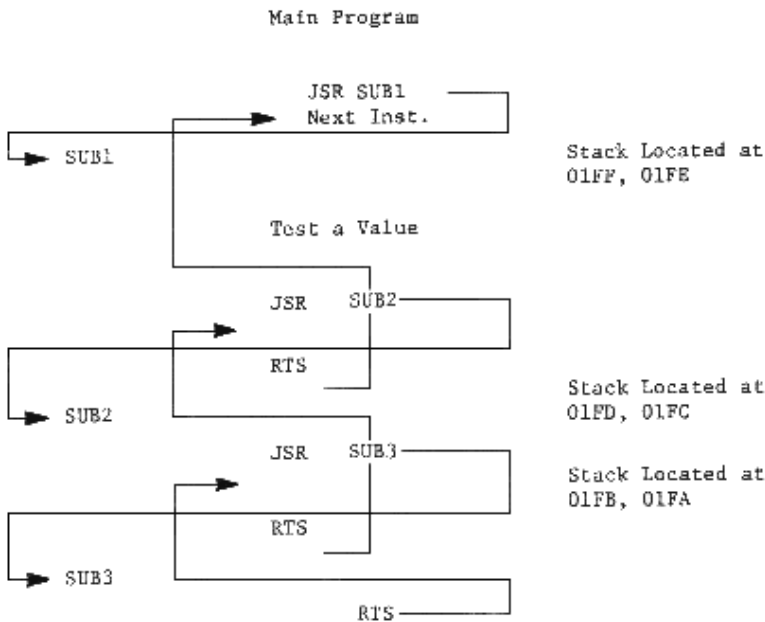 Main Program
JSR SUB1
Next Inst.
SUB1
Stack Located at
01FF, 01FE
Test a Value
JSR SUB2
RTS
SUB2
Stack Located at
01FD, 01FC
JSR SUB3
Stack Located at
01FB, 01FA
RTS
SUB3
RTS